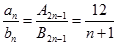 a_n/b_n = A_{2n-1}/B_{2n-1} = 12/(n+1)